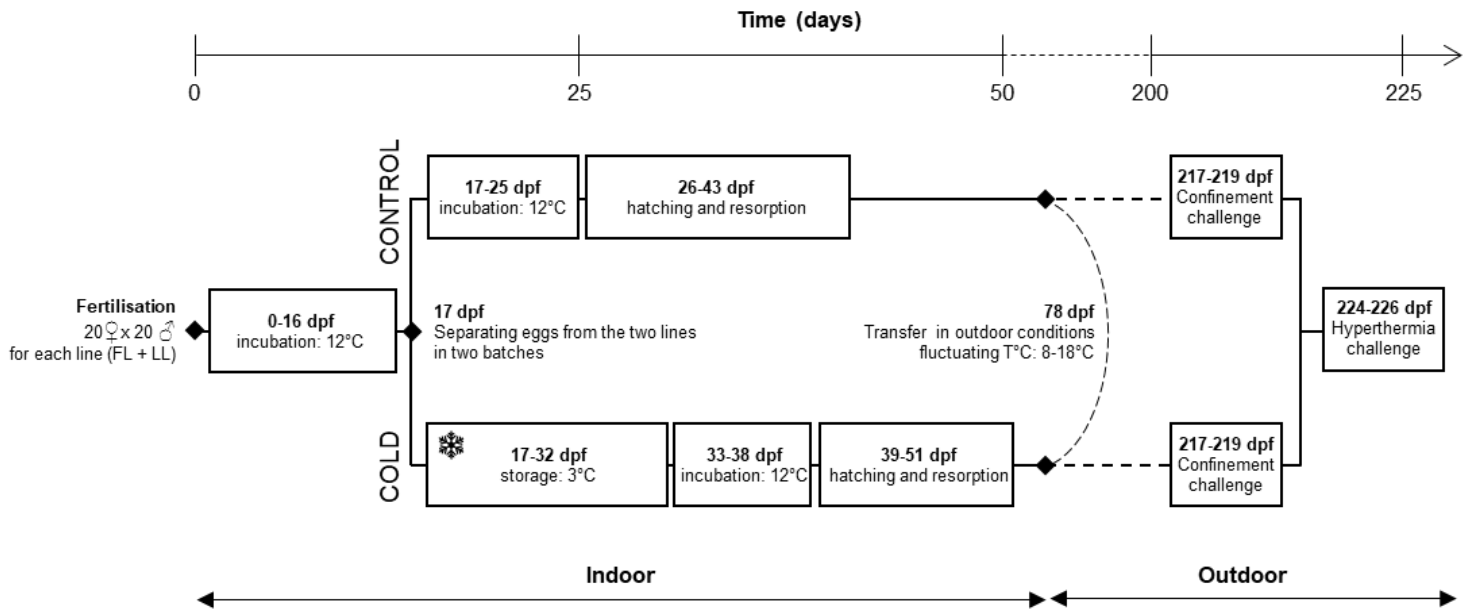 Time (days)
0
25
50
200
225
CONTROL
17-25 dpf
incubation: 12°C
26-43 dpf
hatching and resorption
217-219 dpf
Confinement
challenge
Fertilisation
20♀x 20 ♂
for each line (FL + LL)
0-16 dpf
incubation: 12°C
17 dpf
Separating eggs from the two lines
in two batches
78 dpf
Transfer in outdoor conditions
fluctuating T°C: 8-18°C
224-226 dpf
Hyperthermia
challenge
COLD
17-32 dpf
storage: 3°C
33-38 dpf
incubation: 12°C
39-51 dpf
hatching and resorption
217-219 dpf
Confinement
challenge
Indoor
Outdoor